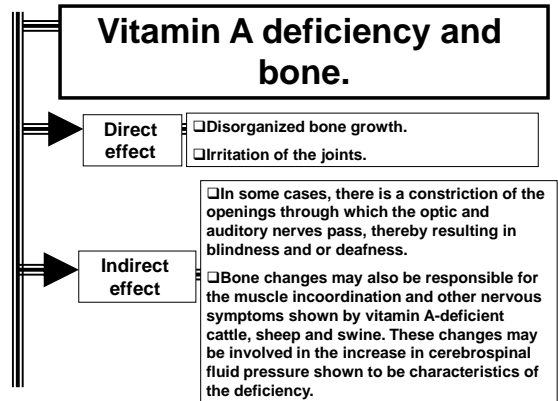 Vitamin A deficiency and
bone.
Direct
effect
❑Disorganized bone growth.
❑Irritation of the joints.
Indirect
effect
❑In some cases, there is a constriction of the
openings through which the optic and
auditory nerves pass, thereby resulting in
blindness and or deafness.
❑Bone changes may also be responsible for
the muscle incoordination and other nervous
symptoms shown by vitamin A-deficient
cattle, sheep and swine. These changes may
be involved in the increase in cerebrospinal
fluid pressure shown to be characteristics of
the deficiency.